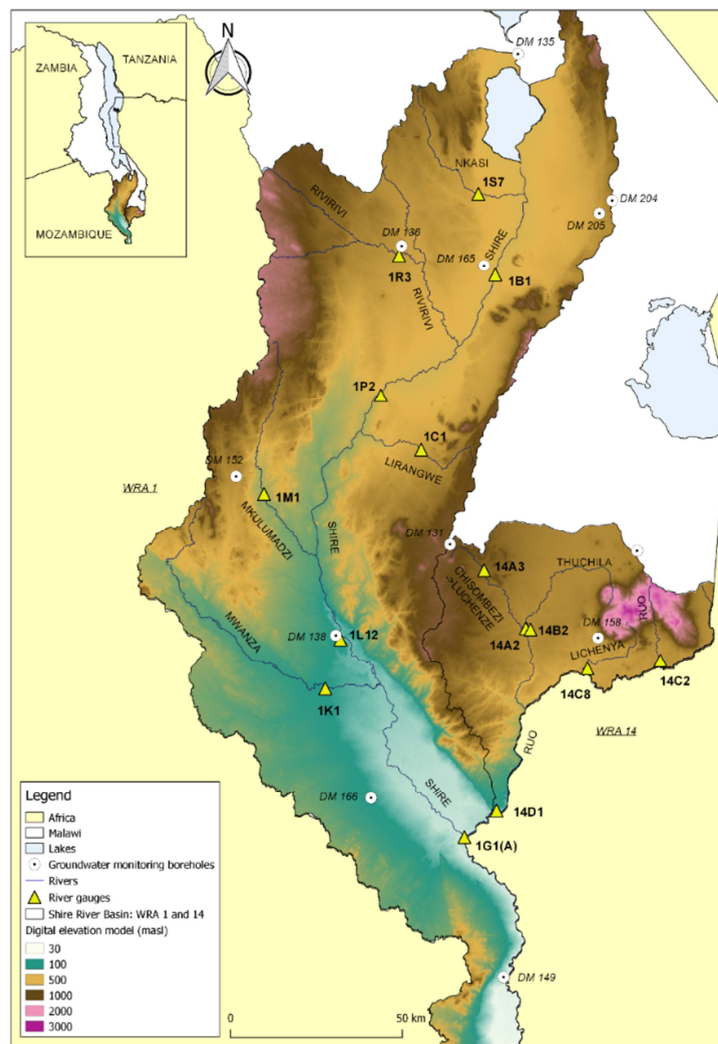 ZAMBIA
TANZANIA
MOZAMBIQUE
N
DM 135
NKASI
1S7
DM 204
DM 205
RIVIRIVI
DM 136
SHIRE
DM 165
1R3
1B1
RIVIRIVI
1P2
1C1
LIRANGWE
DM 152
WRA 1
1M1
MKULUMADZI
SHIRE
DM 131
14A3
THUCHILA
CHISOMBEZI
->LUCHENZE
RUO
MWANZA
DM 138
1L12
14A2
14B2
DM 158
LICHENYA
14C8
14C2
1K1
RUO
WRA 14
DM 166
SHIRE
14D1
1G1(A)
DM 149
Legend
Africa
Malawi
Lakes
Groundwater monitoring boreholes
Rivers
River gauges
Shire River Basin: WRA 1 and 14
Digital elevation model (masl)
30
100
500
1000
2000
3000
0
50 km